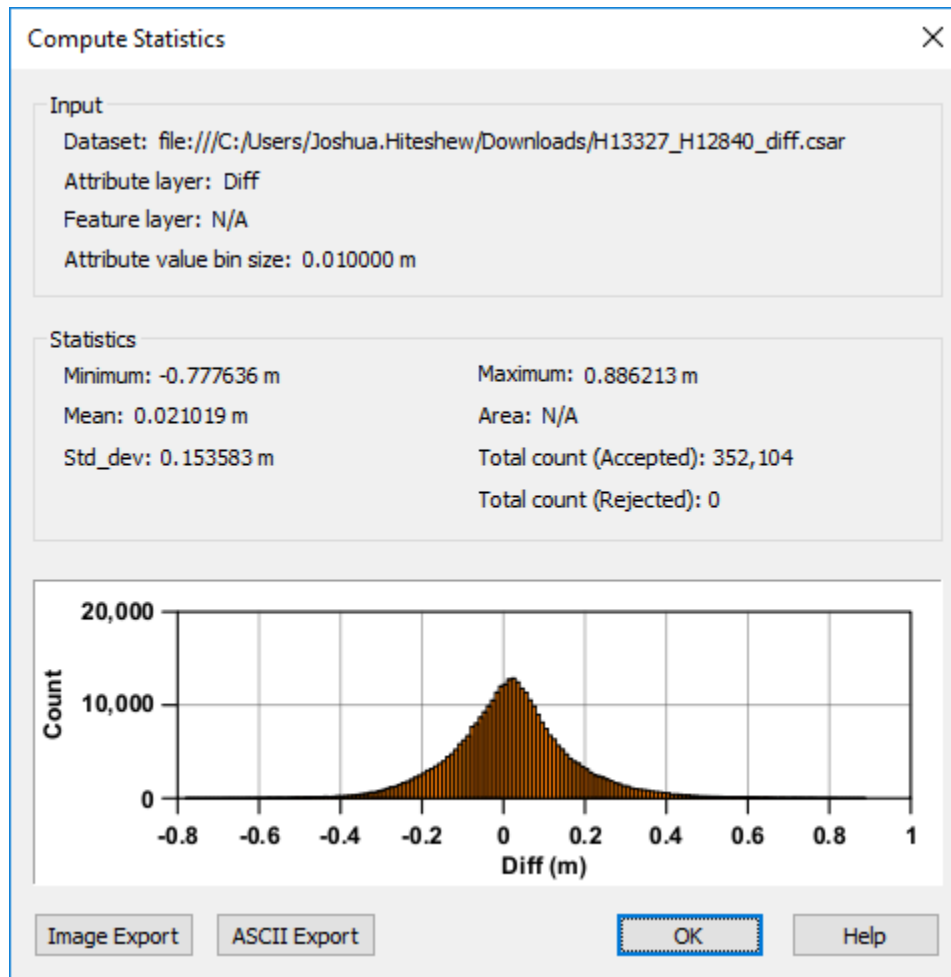 Compute Statistics
Input
Dataset: file:///C:/Users/Joshua.Hiteshew/Downloads/H13327_H12840_diff.csar
Attribute layer: Diff
Feature layer: N/A
Attribute value bin size: 0.010000 m
Statistics
Minimum: -0.777636 m
Maximum: 0.886213 m
Mean: 0.021019 m
Area: N/A
Std_dev: 0.153583 m
Total count (Accepted): 352,104
Total count (Rejected): 0
20,000
10,000
0
Count
-0.8 -0.6 -0.4 -0.2 0 0.2 0.4 0.6 0.8 1
Diff (m)
Image Export ASCII Export OK Help